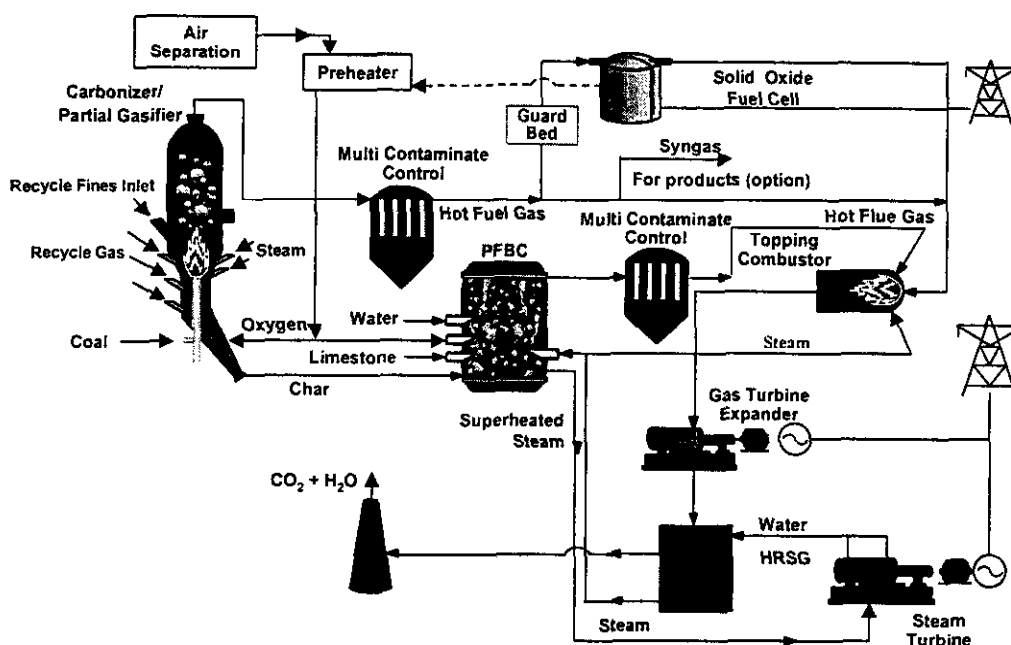 Air
Separation
Preheater
Solid Oxide
Fuel Cell
Carbonizer/
Partial Gasifier
Guard
Bed
Multi Contaminate
Control
Syngas
For products (option)
Recycle Fines Inlet
Hot Fuel Gas
Multi Contaminate
Control
Hot Flue Gas
Topping
Combustor
Recycle Gas
Steam
PFBC
Water
Oxygen
Coal
Limestone
Steam
Char
Superheated
Steam
Gas Turbine
Expander
CO₂ + H₂O
Water
HRSG
Steam
Steam
Turbine